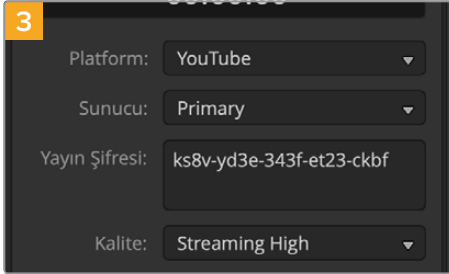 3
Platform: YouTube
Sunucu: Primary
Yayın Şifresi: ks8v-yd3e-343f-et23-ckbf
Kalite: Streaming High